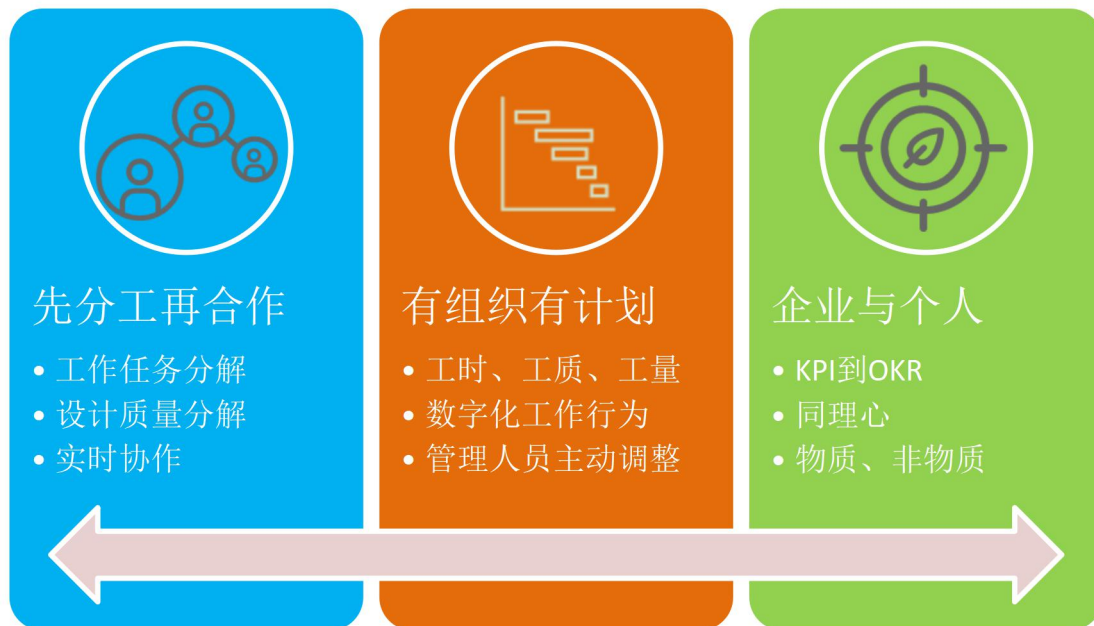 先分工再合作
• 工作任务分解
• 设计质量分解
• 实时协作
有组织有计划
• 工时、工质、工量
• 数字化工作行为
• 管理人员主动调整
企业与个人
• KPI到OKR
• 同理心
• 物质、非物质